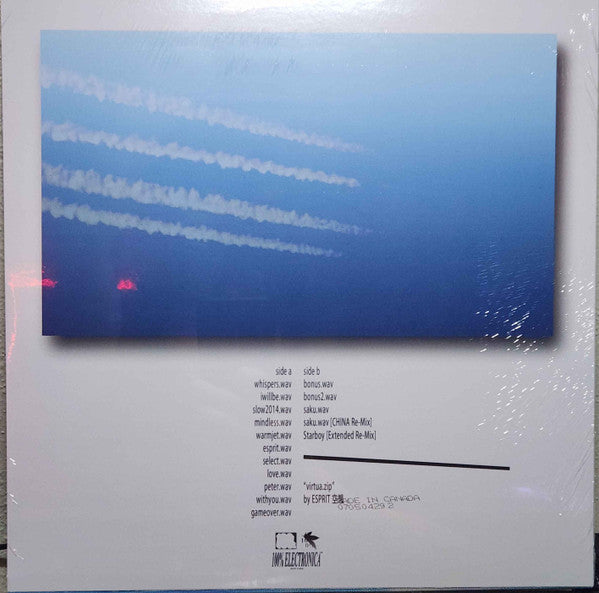 side a
whispers.wav
iwillbe.wav
slow2014.wav
mindless.wav
warmjet.wav
esprit.wav
select.wav
love.wav
peter.wav
withyou.wav
gameover.wav
side b
bonus.wav
bonus2.wav
saku.wav
saku.wav [CHINA Re-Mix]
Starboy [Extended Re-Mix]
"virtua.zip"
by ESPRIT 空想
MADE IN CANADA
0705042
100% ELECTRONICA